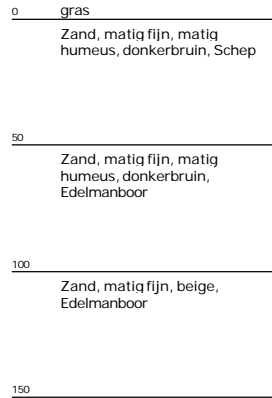 0 gras
Zand, matig fijn, matig
humeus, donkerbruin, Schep
50
Zand, matig fijn, matig
humeus, donkerbruin,
Edelmanboor
100
Zand, matig fijn, beige,
Edelmanboor
150